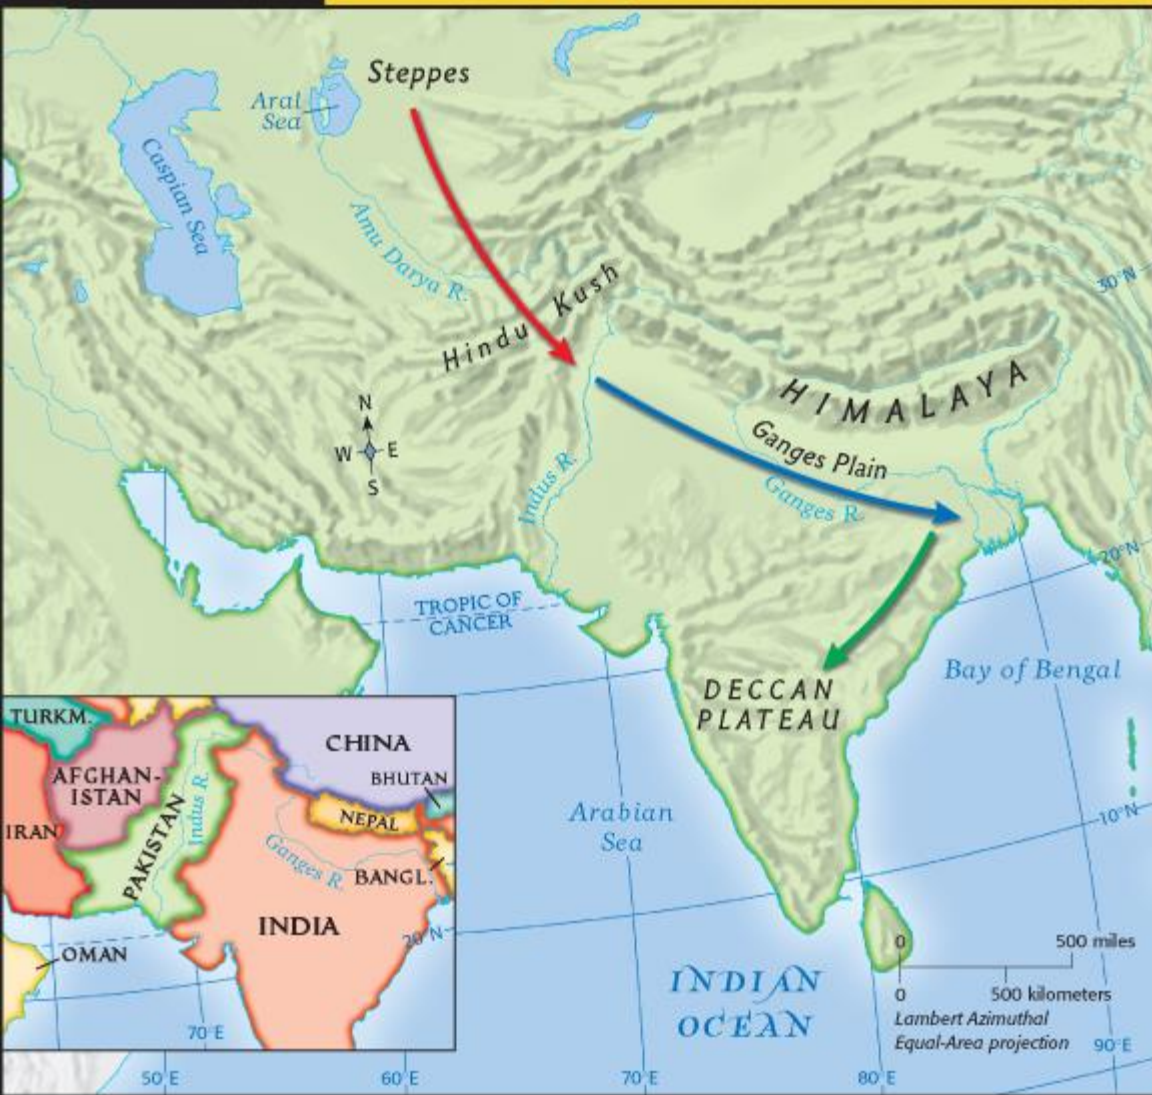 Steppes
Aral
Sea
Caspian Sea
Amu Darya R.
30°N
Hindu Kush
HIMALAYA
N
W E
S
Ganges Plain
Indus R.
Ganges R.
20°N
TROPIC OF
CANCER
Bay of Bengal
DECCAN
PLATEAU
TURKM.
CHINA
BHUTAN
AFGHAN-
ISTAN
Indus R.
IRAN
PAKISTAN
NEPAL
Ganges R.
BANGL.
INDIA
20°N
OMAN
70°E
Arabian
Sea
10°N
0 500 miles
0 500 kilometers
INDIAN
OCEAN
Lambert Azimuthal
Equal-Area projection
90°E
50°E 60°E 70°E 80°E